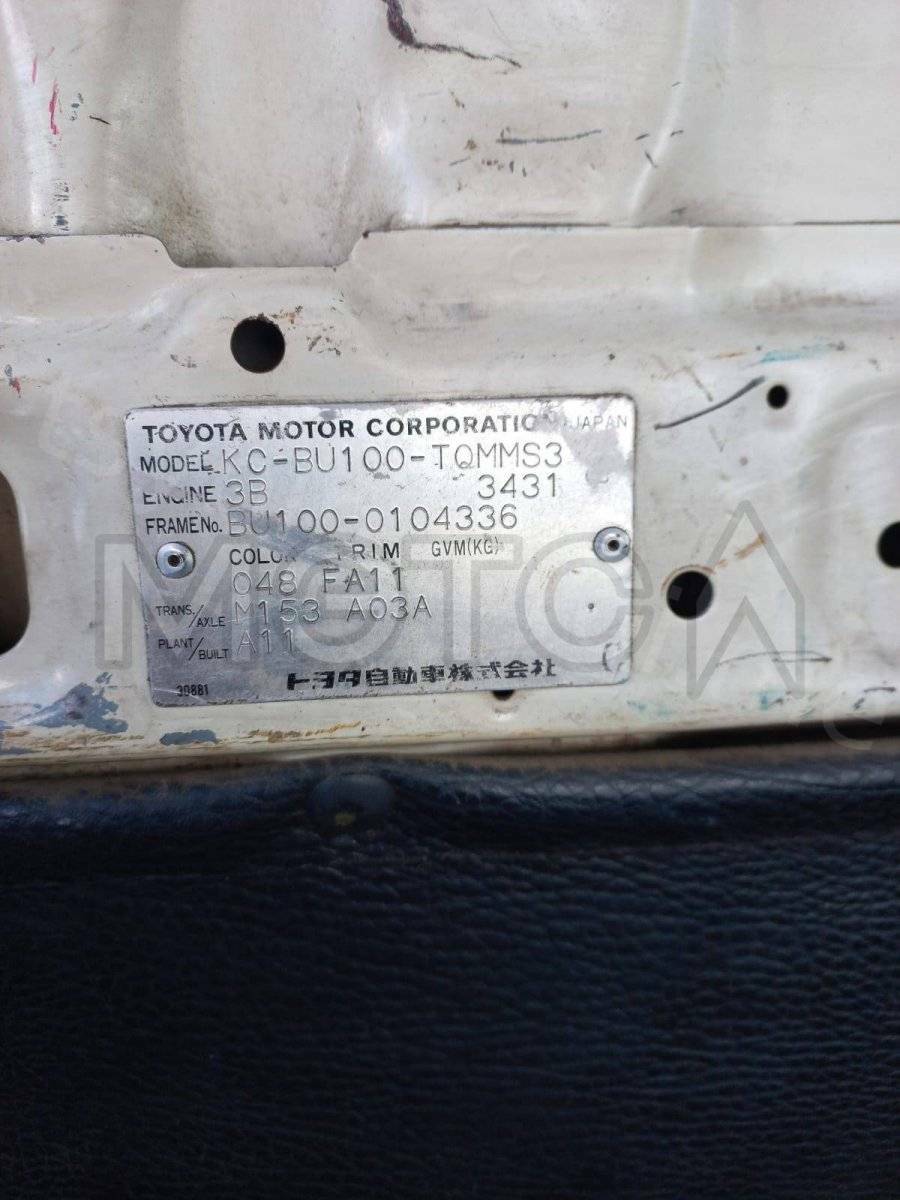 TOYOTA MOTOR CORPORATION JAPAN
MODEL KC-BU100-TQMMS3
ENGINE 3B 3431
FRAME No. BU100-0104336
COLOR TRIM GVM(KG)
048 FA11
TRANS./AXLE M153 A03A
PLANT/BUILT A11
30881 トヨタ自動車株式会社